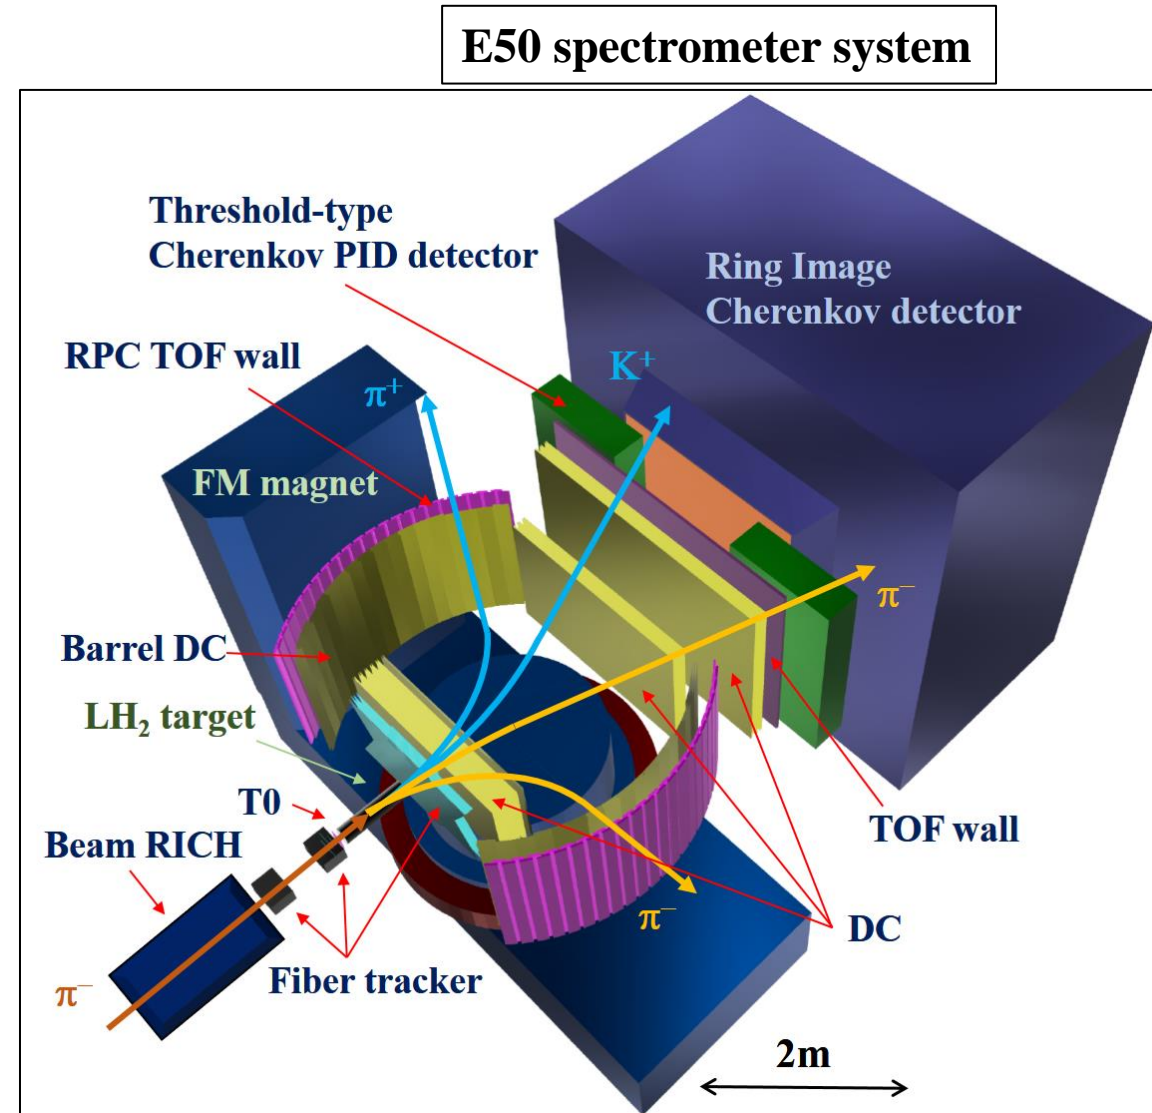 E50 spectrometer system
Threshold-type
Cherenkov PID detector
Ring Image
Cherenkov detector
RPC TOF wall
π⁺
K⁺
FM magnet
π⁻
Barrel DC
LH₂ target
T0
TOF wall
Beam RICH
π⁻
DC
Fiber tracker
π⁻
2m